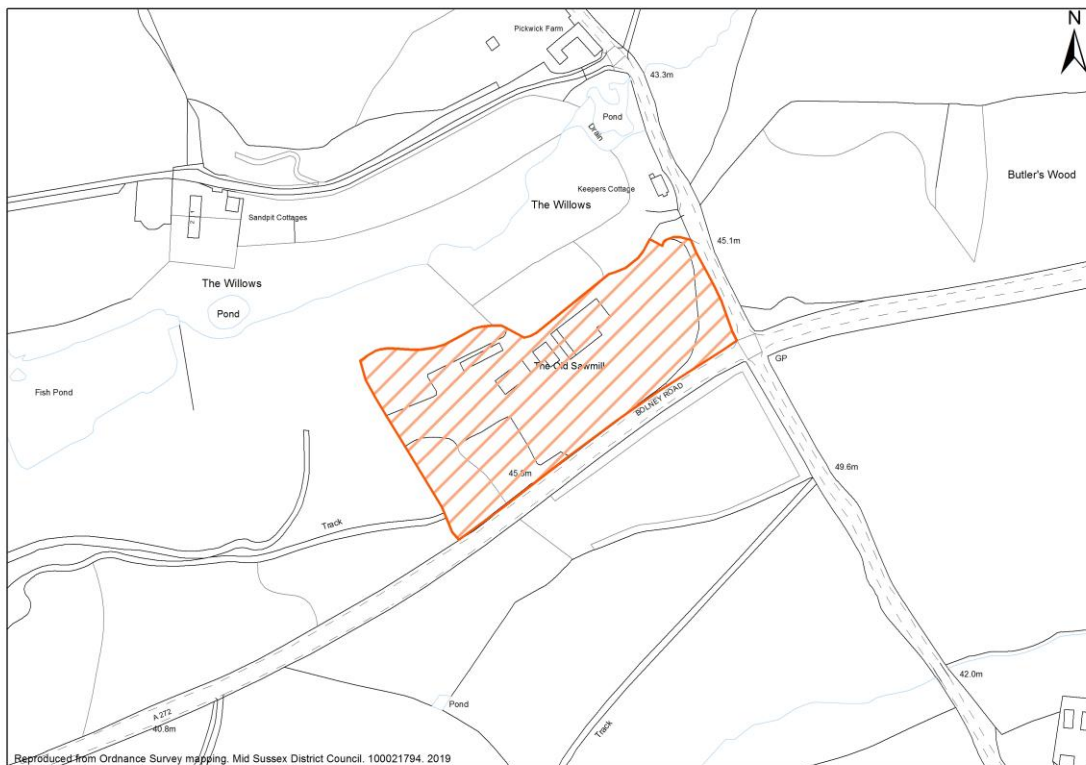 N
Pickwick Farm
43.3m
Pond
Drain
Butler's Wood
Keepers Cottage
The Willows
Sandpit Cottages
45.1m
The Willows
Pond
GP
The Old Sawmill
Fish Pond
BOLNEY ROAD
49.6m
Track
42.0m
Pond
A 272
40.8m
Track
Reproduced from Ordnance Survey mapping. Mid Sussex District Council. 100021794. 2019